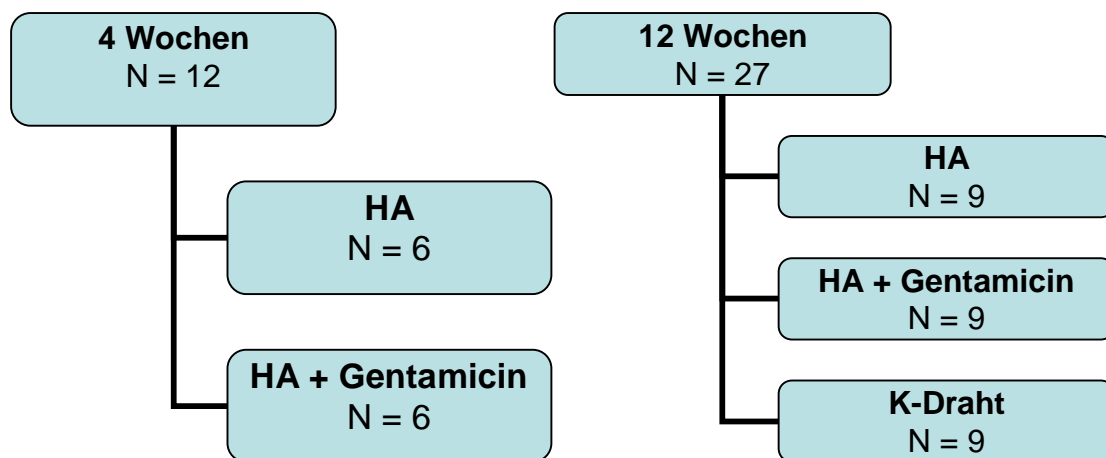 4 Wochen
N = 12
HA
N = 6
HA + Gentamicin
N = 6
12 Wochen
N = 27
HA
N = 9
HA + Gentamicin
N = 9
K-Draht
N = 9